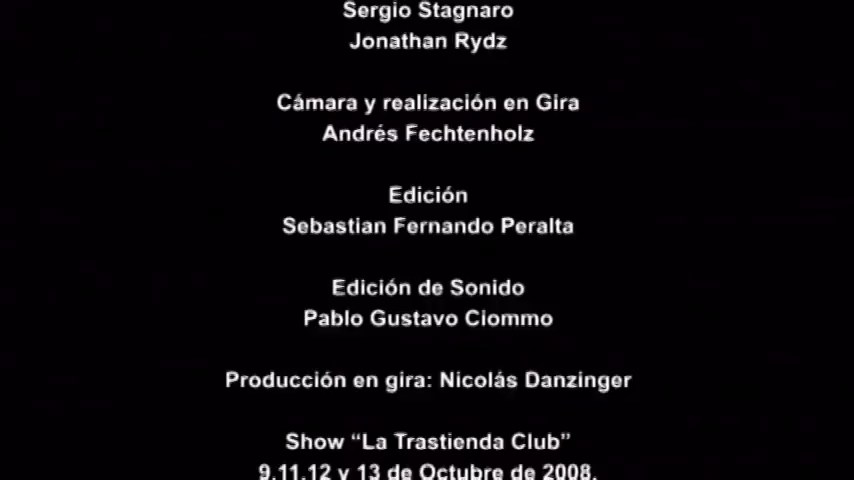 Sergio Stagnaro
Jonathan Rydz
Cámara y realización en Gira
Andrés Fechtenholz
Edición
Sebastian Fernando Peralta
Edición de Sonido
Pablo Gustavo Ciommo
Producción en gira: Nicolás Danzinger
Show “La Trastienda Club”
9,11,12 y 13 de Octubre de 2008.